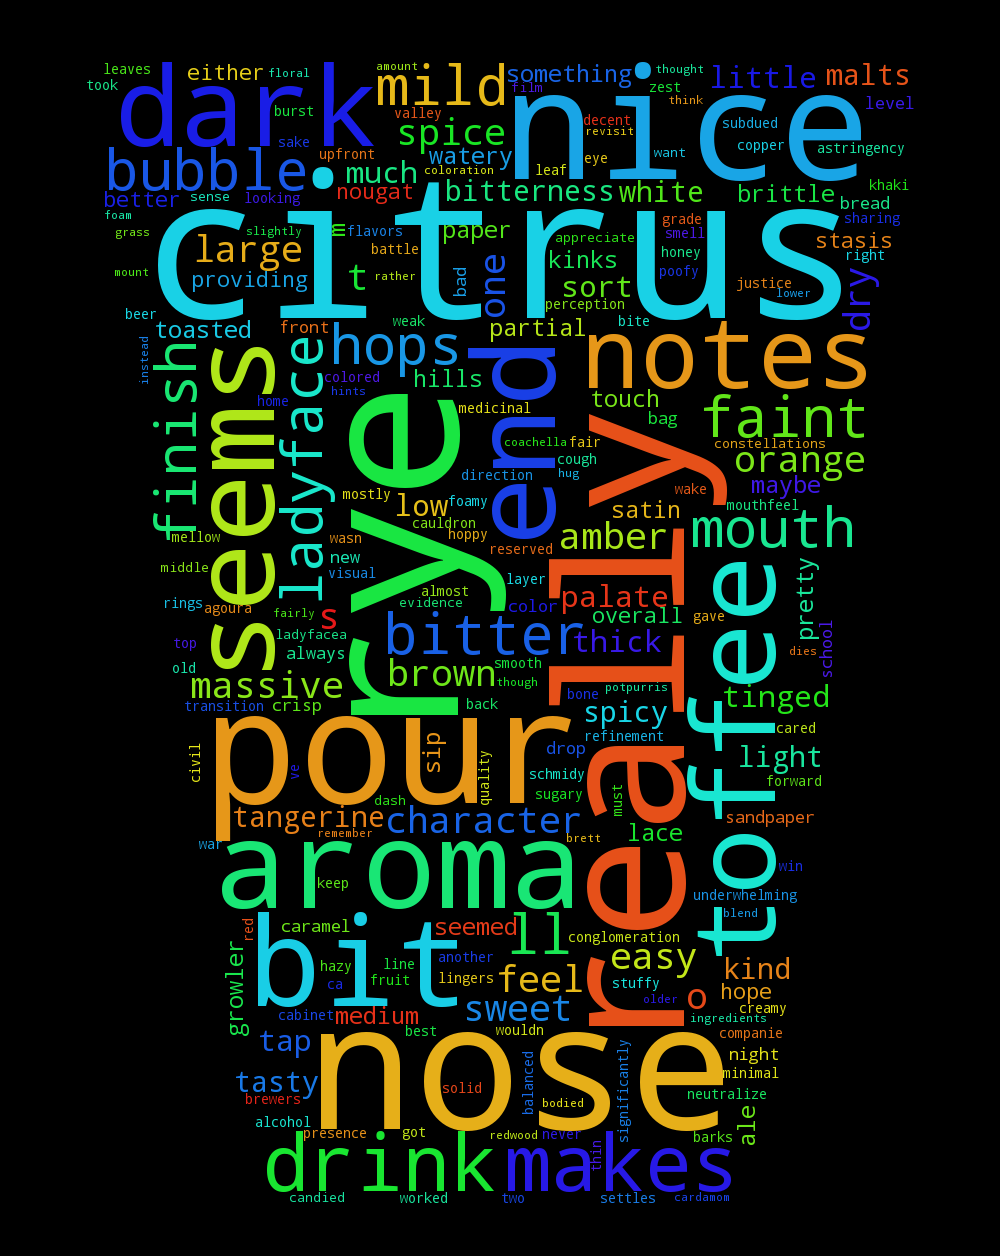 leaves
either
floral
dark
amount
mild
something
thought
little
malts
took
film
zest
think
level
burst
valley
nice
spice
decent
revisit
subdued
sake
upfront
watery
eye
want
copper
astringency
bubble
much
coloration
leaf
nougat
bitterness
white
brittle
khaki
better
sense
looking
bread
foam
citrus
grade
sharing
grass
slightly
m
flavors
paper
appreciate
smell
stasis
large
battle
kinks
honey
right
mount
providing
t
rather
bad
one
sort
poofy
justice
lower
dry
beer
perception
toasted
front
weak
partial
bite
instead
finish
seems
ladyface
hops
end
notes
colored
hills
home
hints
touch
faint
rye
medicinal
bag
coachella
fair
constellations
cough
orange
direction
hug
really
maybe
mostly
low
foamy
wake
satin
mouthfeel
cauldron
mellow
wasn
hoppy
amber
mouth
reserved
new
middle
visual
layer
toffee
pretty
almost
palate
rings
agoura
evidence
color
fairly
s
overall
gave
ladyfacea
bitter
top
always
thick
school
dies
old
smooth
massive
brown
though
potpurris
bone
tinged
transition
crisp
back
spicy
pour
cared
refinement
sip
drop
light
civil
ve
quality
schmidy
forward
sugary
must
dash
tangerine
character
sandpaper
remember
lace
war
brett
aroma
win
keep
underwhelming
blend
bit
red
caramel
seemed
ll
conglomeration
growler
another
easy
hazy
line
kind
ca
fruit
lingers
feel
stuffy
hope
older
o
cabinet
medium
sweet
creamy
ingredients
best
wouldn
companie
tap
nose
night
balanced
significantly
minimal
tasty
solid
neutralize
brewers
bodied
alcohol
ale
presence
got
redwood
never
barks
drink
makes
thin
candied
worked
two
settles
cardamom